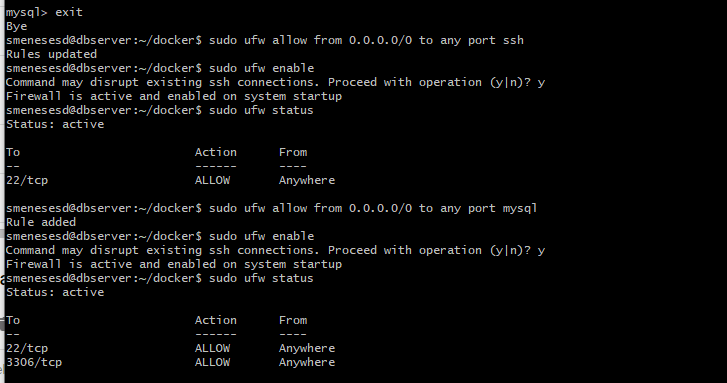 mysql> exit
Bye
smenesesd@dbserver:~/docker$ sudo ufw allow from 0.0.0.0/0 to any port ssh
Rules updated
smenesesd@dbserver:~/docker$ sudo ufw enable
Command may disrupt existing ssh connections. Proceed with operation (y|n)? y
Firewall is active and enabled on system startup
smenesesd@dbserver:~/docker$ sudo ufw status
Status: active
To Action From
-- ------ ----
22/tcp ALLOW Anywhere
smenesesd@dbserver:~/docker$ sudo ufw allow from 0.0.0.0/0 to any port mysql
Rule added
smenesesd@dbserver:~/docker$ sudo ufw enable
Command may disrupt existing ssh connections. Proceed with operation (y|n)? y
Firewall is active and enabled on system startup
smenesesd@dbserver:~/docker$ sudo ufw status
Status: active
To Action From
-- ------ ----
22/tcp ALLOW Anywhere
3306/tcp ALLOW Anywhere